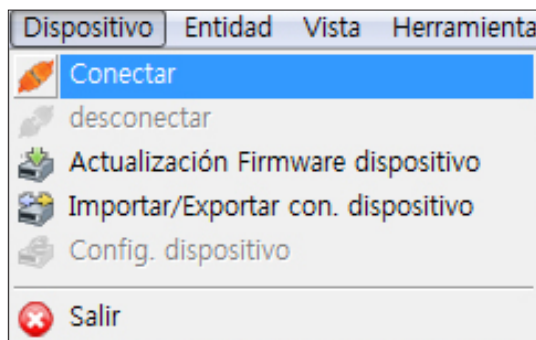 Dispositivo Entidad Vista Herramienta
Conectar
desconectar
Actualización Firmware dispositivo
Importar/Exportar con. dispositivo
Config. dispositivo
Salir